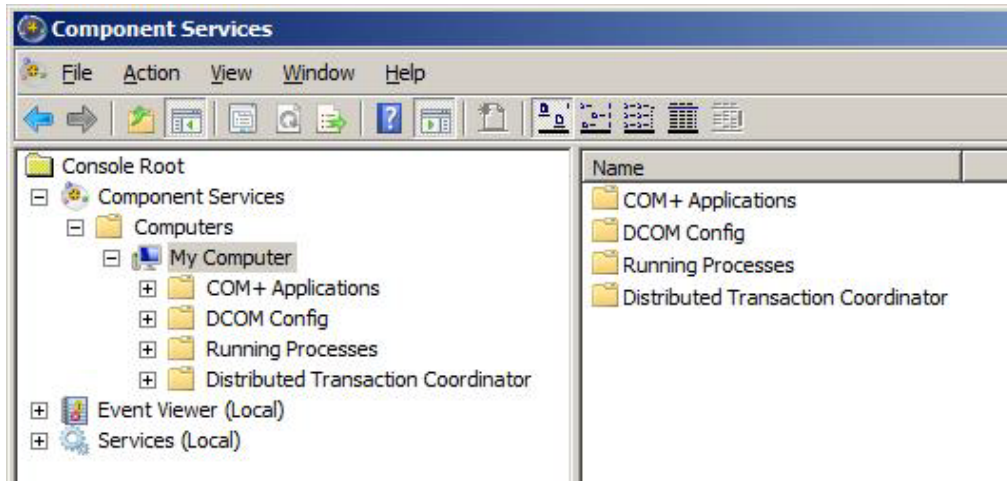 Component Services
File Action View Window Help
Console Root
Component Services
Computers
My Computer
COM+ Applications
DCOM Config
Running Processes
Distributed Transaction Coordinator
Event Viewer (Local)
Services (Local)
Name
COM+ Applications
DCOM Config
Running Processes
Distributed Transaction Coordinator